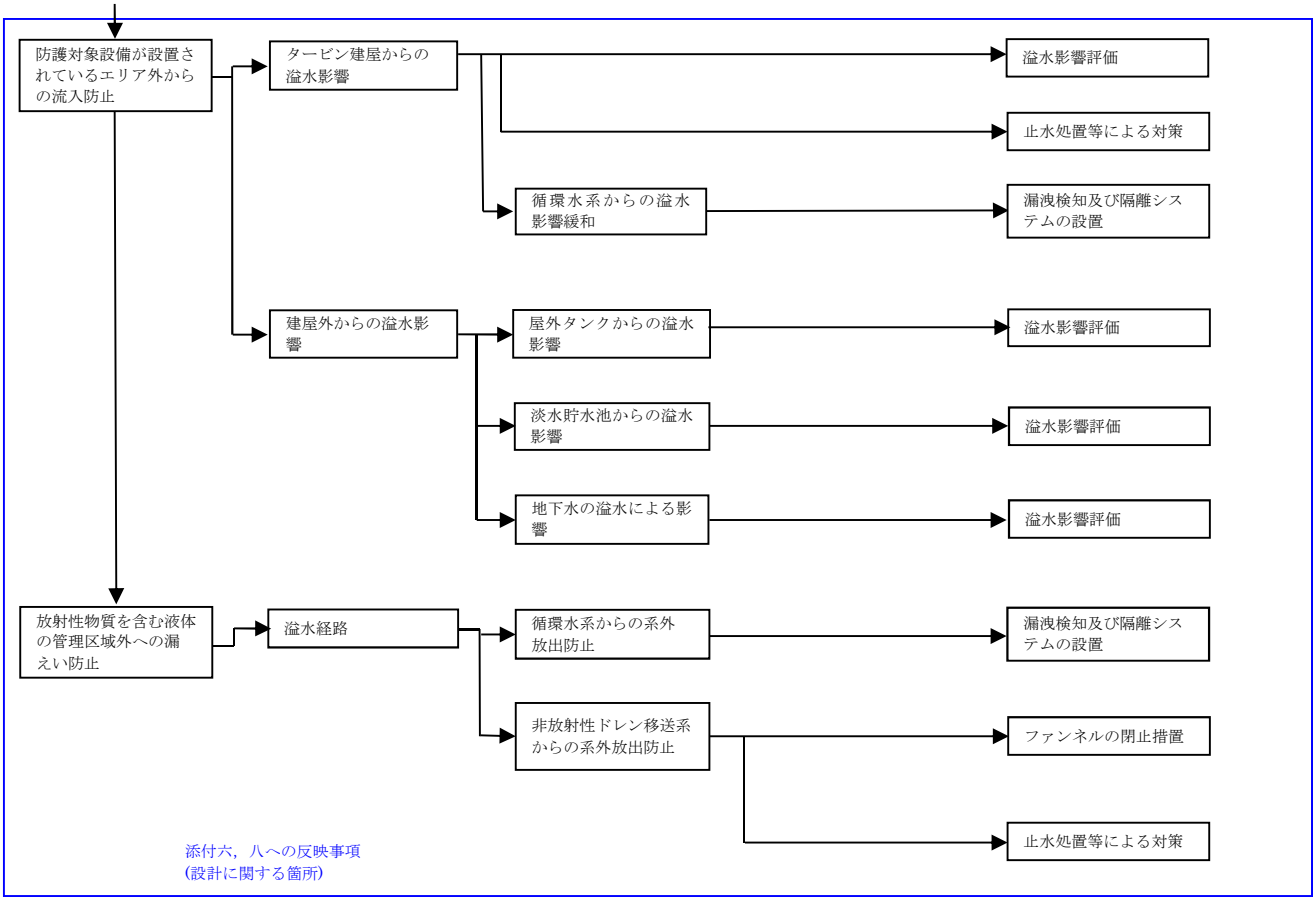 防護対象設備が設置さ
れているエリア外から
の流入防止
タービン建屋からの
溢水影響
溢水影響評価
止水処置等による対策
循環水系からの溢水
影響緩和
漏洩検知及び隔離シス
テムの設置
建屋外からの溢水影
響
屋外タンクからの溢水
影響
溢水影響評価
淡水貯水池からの溢水
影響
溢水影響評価
地下水の溢水による影
響
溢水影響評価
放射性物質を含む液体
の管理区域外への漏
えい防止
溢水経路
循環水系からの系外
放出防止
漏洩検知及び隔離シス
テムの設置
非放射性ドレン移送系
からの系外放出防止
ファンネルの閉止措置
止水処置等による対策
添付六，八への反映事項
(設計に関する箇所)